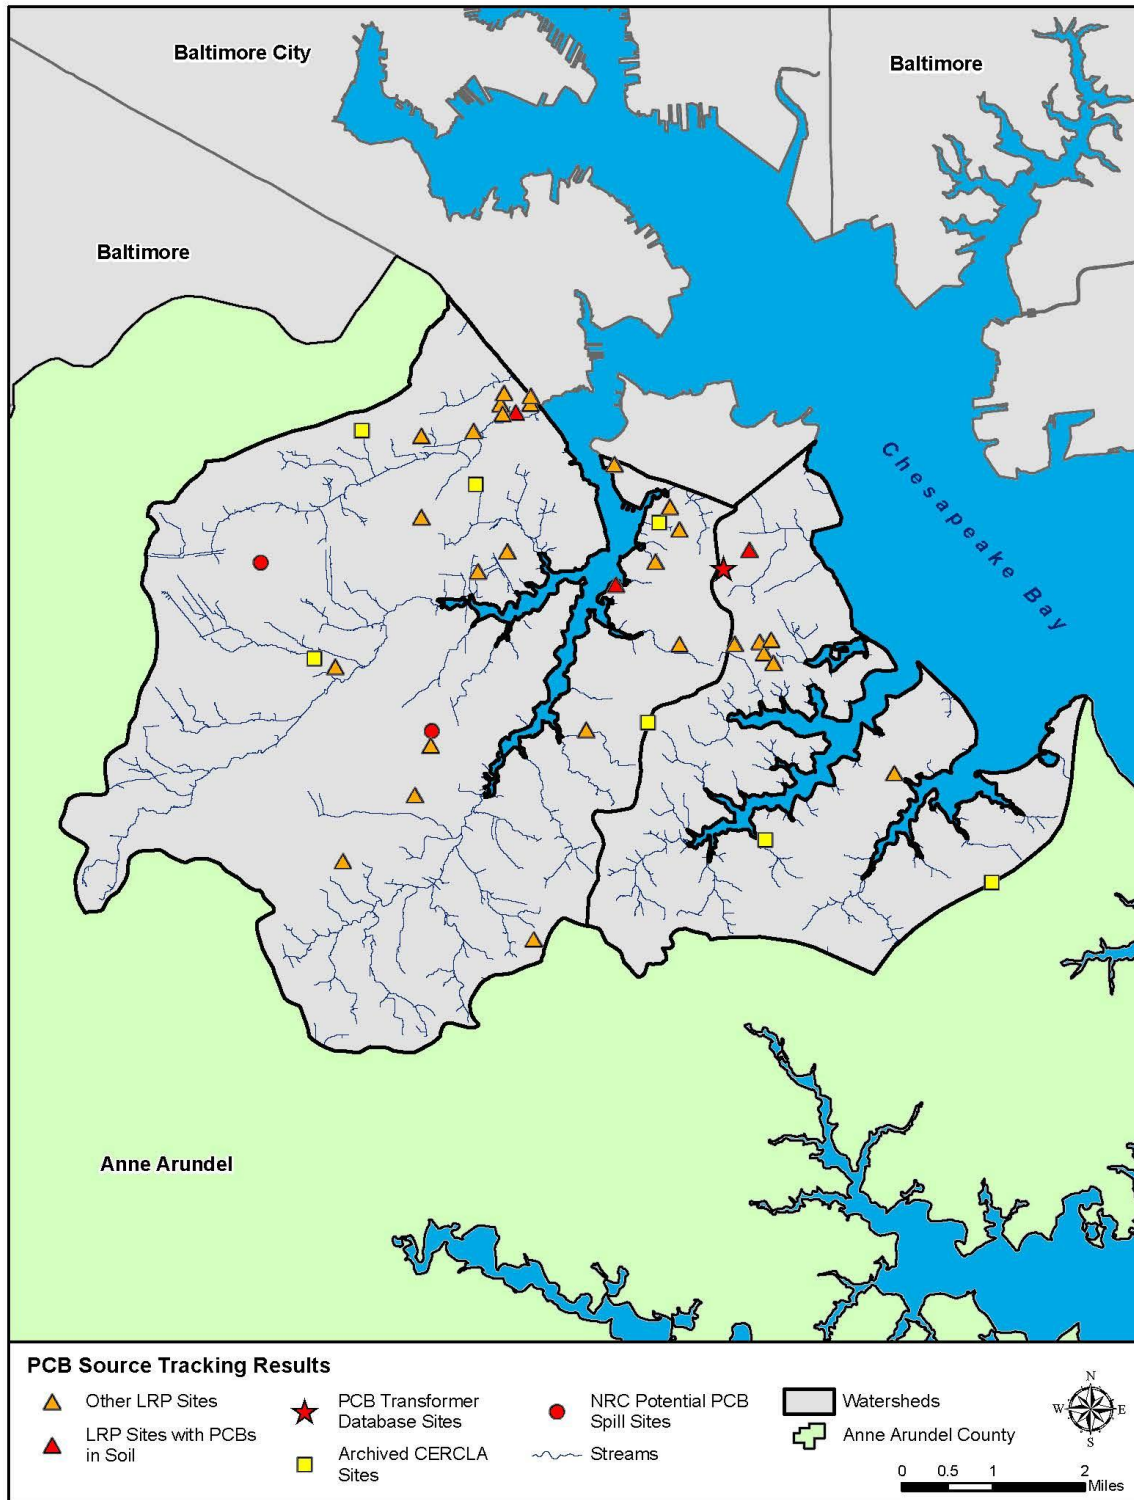 Baltimore City
Baltimore
Baltimore
Chesapeake Bay
Anne Arundel
PCB Source Tracking Results
Other LRP Sites
LRP Sites with PCBs
in Soil
PCB Transformer
Database Sites
Archived CERCLA
Sites
NRC Potential PCB
Spill Sites
Streams
Watersheds
Anne Arundel County
N
W
E
S
0 0.5 1 2
Miles